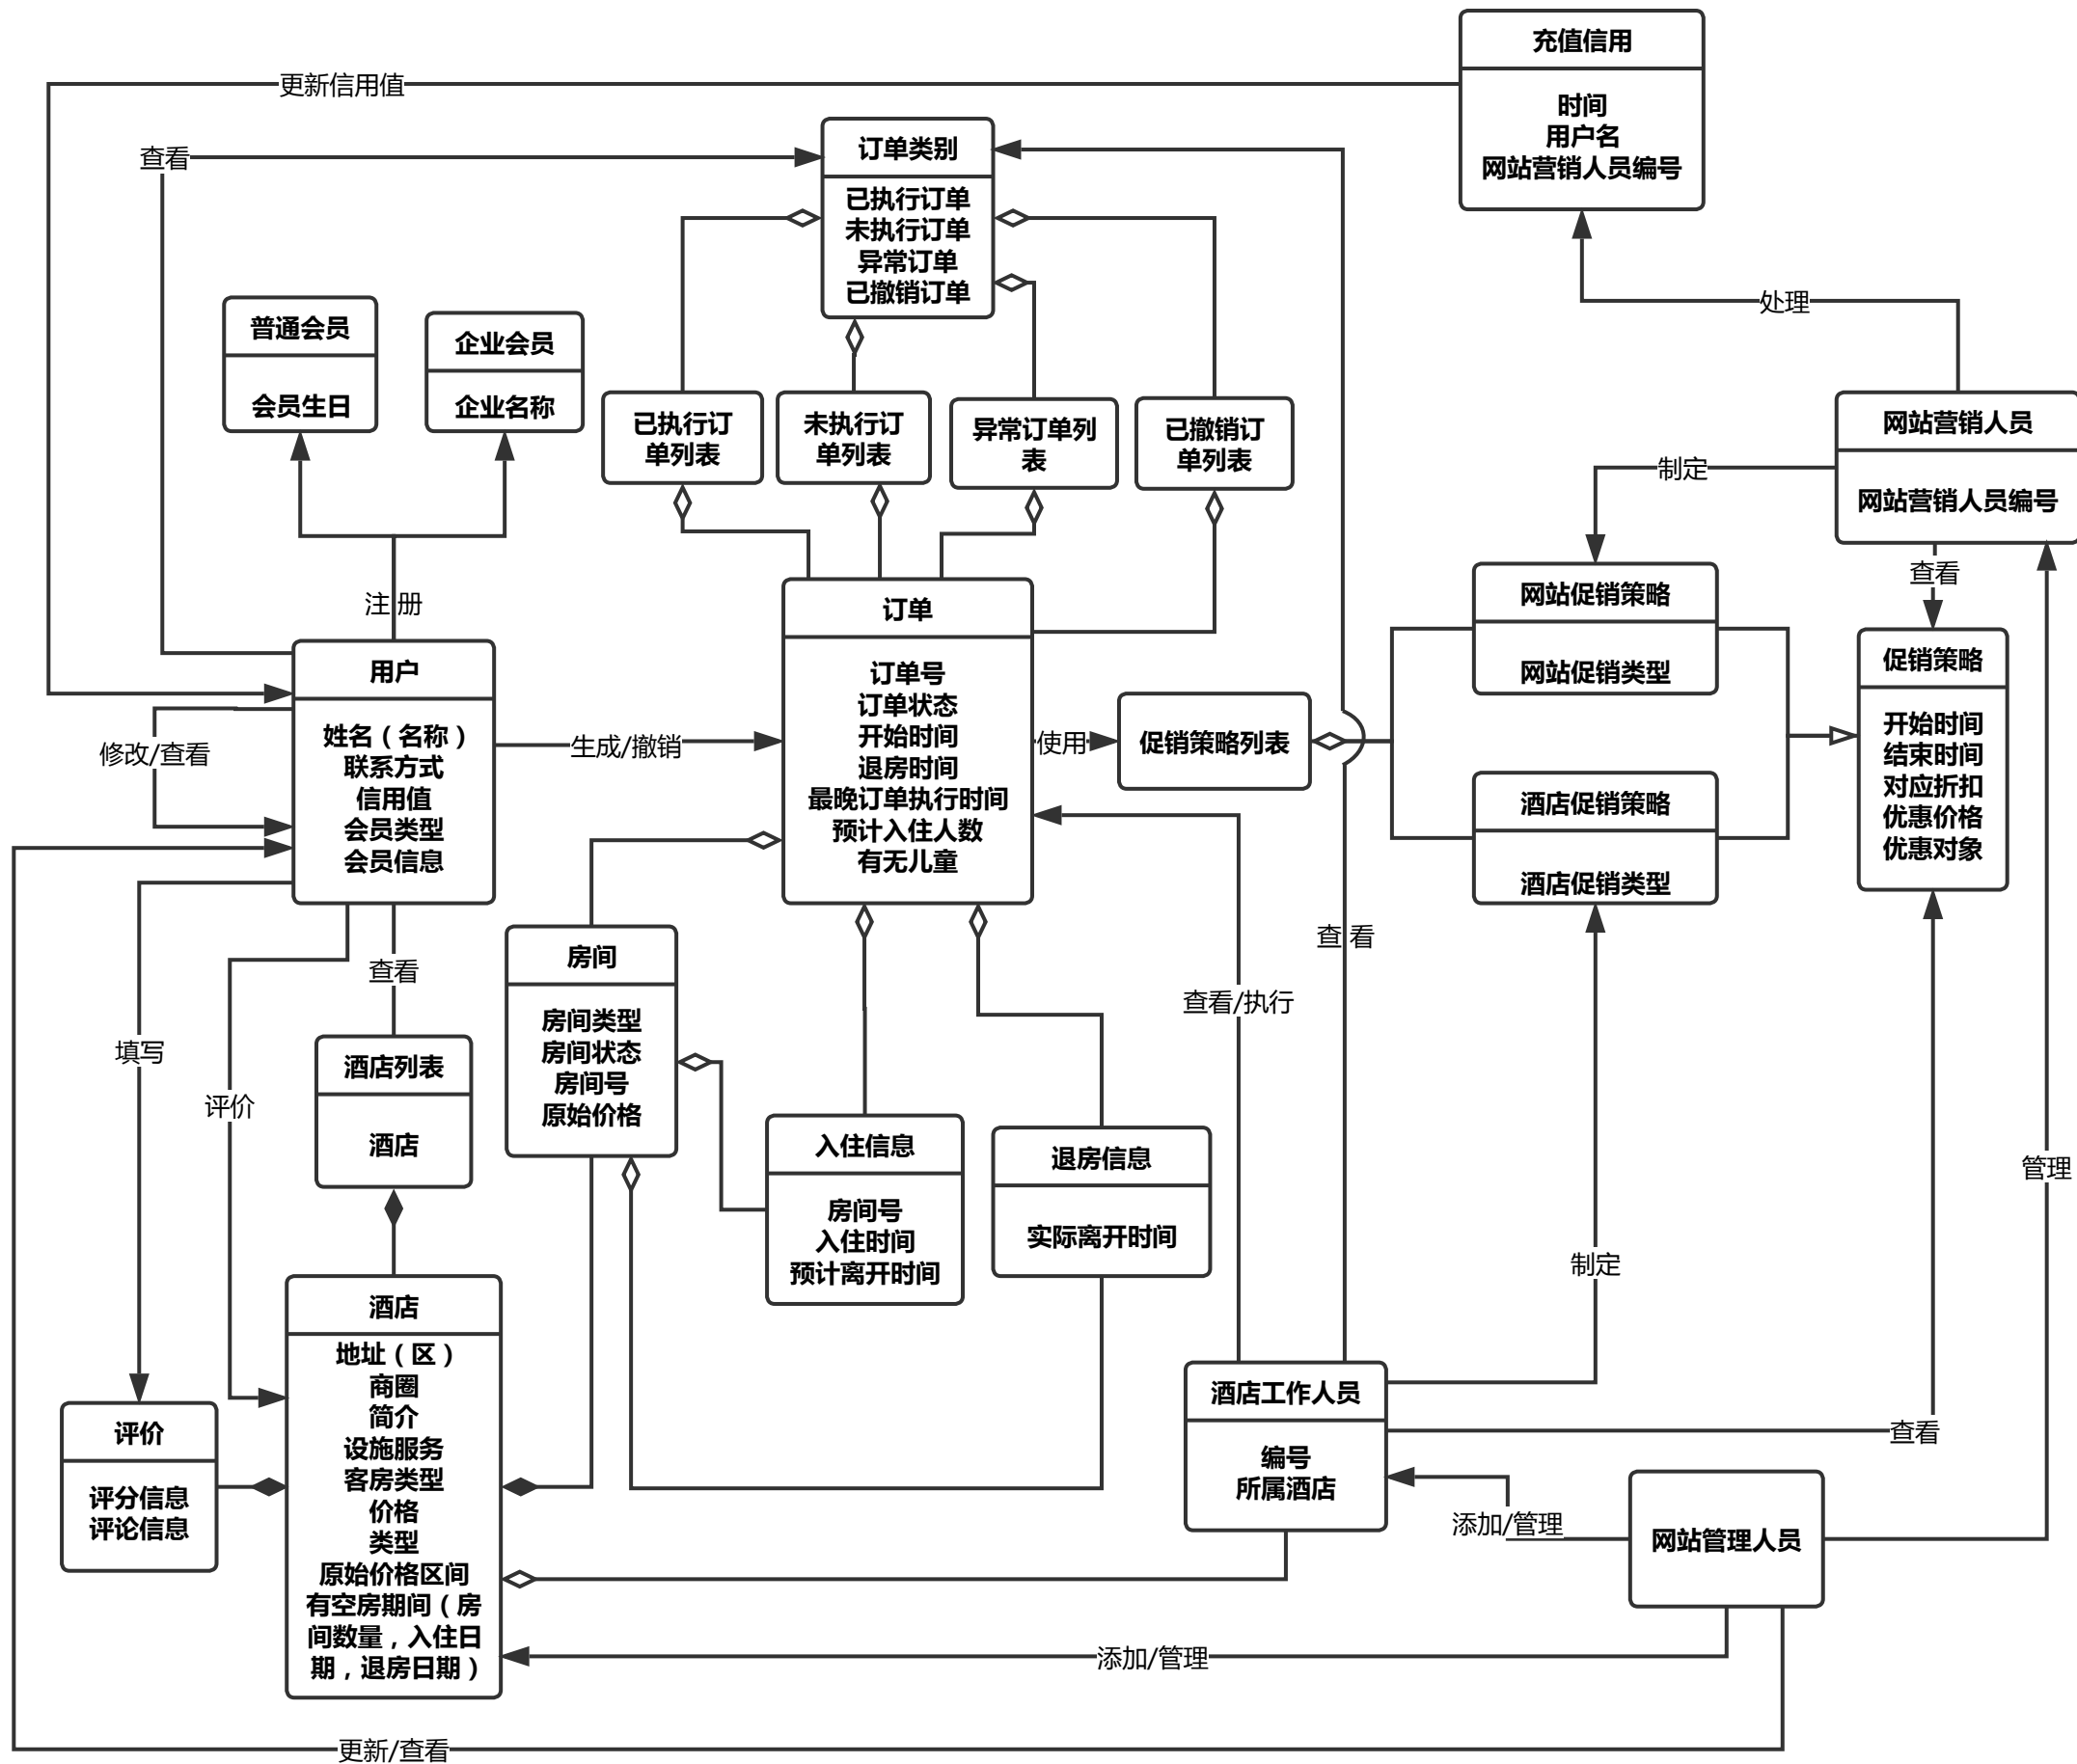 充值信用
时间
用户名
网站营销人员编号
更新信用值
查看
订单类别
已执行订单
未执行订单
异常订单
已撤销订单
处理
普通会员
会员生日
企业会员
企业名称
已执行订
单列表
未执行订
单列表
异常订单列
表
已撤销订
单列表
网站营销人员
网站营销人员编号
制定
查看
注册
用户
姓名（名称）
联系方式
信用值
会员类型
会员信息
修改/查看
生成/撤销
订单
订单号
订单状态
开始时间
退房时间
最晚订单执行时间
预计入住人数
有无儿童
使用
促销策略列表
网站促销策略
网站促销类型
酒店促销策略
酒店促销类型
促销策略
开始时间
结束时间
对应折扣
优惠价格
优惠对象
查看
查看
查看/执行
填写
评价
酒店列表
酒店
房间
房间类型
房间状态
房间号
原始价格
入住信息
房间号
入住时间
预计离开时间
退房信息
实际离开时间
管理
制定
酒店
地址（区）
商圈
简介
设施服务
客房类型
价格
类型
原始价格区间
有空房期间（房
间数量，入住日
期，退房日期）
评价
评分信息
评论信息
酒店工作人员
编号
所属酒店
查看
添加/管理
网站管理人员
添加/管理
更新/查看